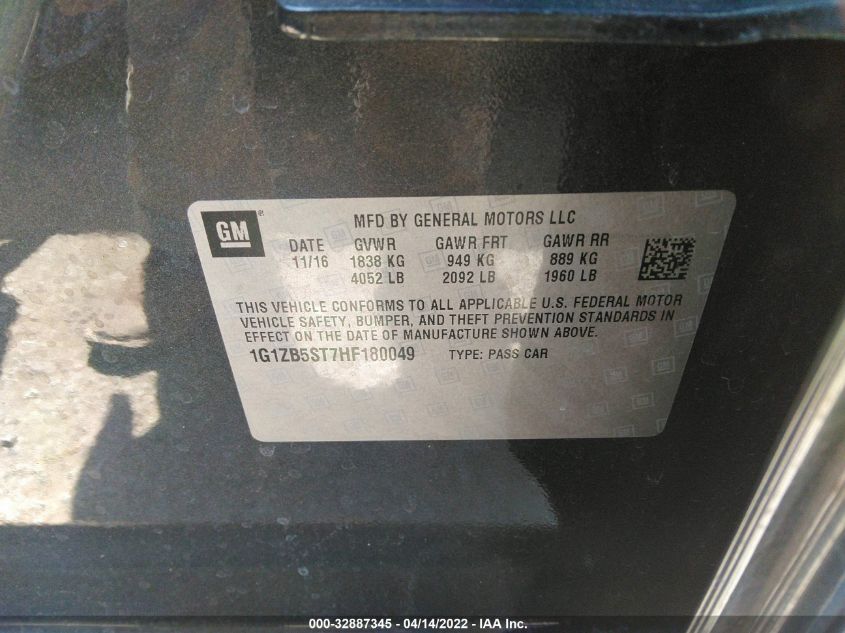 GM
MFD BY GENERAL MOTORS LLC
DATE GVWR GAWR FRT GAWR RR
11/16 1838 KG 949 KG 889 KG
4052 LB 2092 LB 1960 LB
THIS VEHICLE CONFORMS TO ALL APPLICABLE U.S. FEDERAL MOTOR
VEHICLE SAFETY, BUMPER, AND THEFT PREVENTION STANDARDS IN
EFFECT ON THE DATE OF MANUFACTURE SHOWN ABOVE.
1G1ZB5ST7HF180049 TYPE: PASS CAR
000-32887345 - 04/14/2022 - IAA Inc.